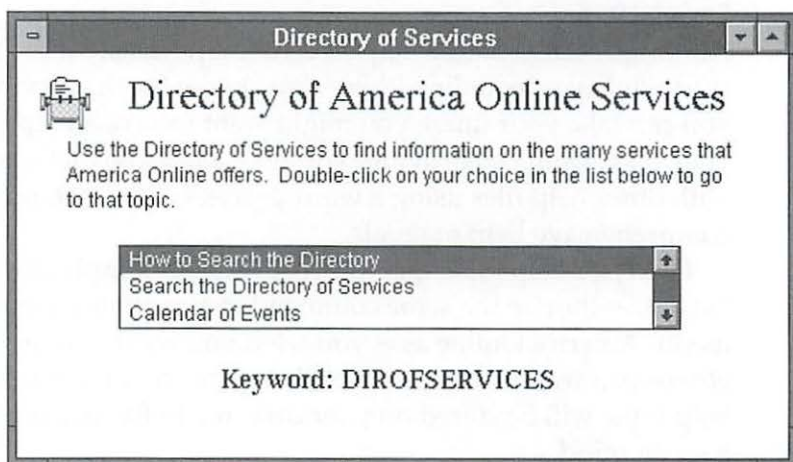 Directory of Services
Directory of America Online Services
Use the Directory of Services to find information on the many services that
America Online offers. Double-click on your choice in the list below to go
to that topic.
How to Search the Directory
Search the Directory of Services
Calendar of Events
Keyword: DIROFSERVICES